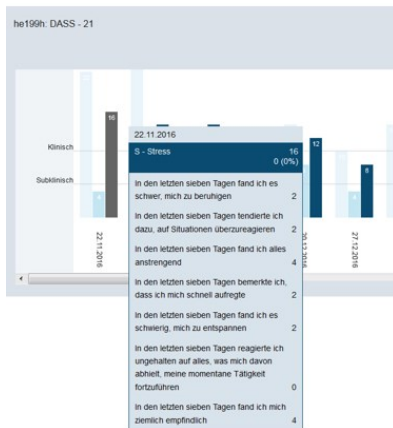 he199h: DASS - 21
16
12
8
Klinisch
Subklinisch
22.11.2016
20.12.2016
27.12.2016
22.11.2016
S - Stress 16
0 (0%)
In den letzten sieben Tagen fand ich es
schwer, mich zu beruhigen 2
In den letzten sieben Tagen tendierte ich
dazu, auf Situationen überzureagieren 2
In den letzten sieben Tagen fand ich alles
anstrengend 4
In den letzten sieben Tagen bemerkte ich,
dass ich mich schnell aufregte 2
In den letzten sieben Tagen fand ich es
schwierig, mich zu entspannen 2
In den letzten sieben Tagen reagierte ich
ungehalten auf alles, was mich davon
abhielt, meine momentane Tätigkeit
fortzuführen 0
In den letzten sieben Tagen fand ich mich
ziemlich empfindlich 4